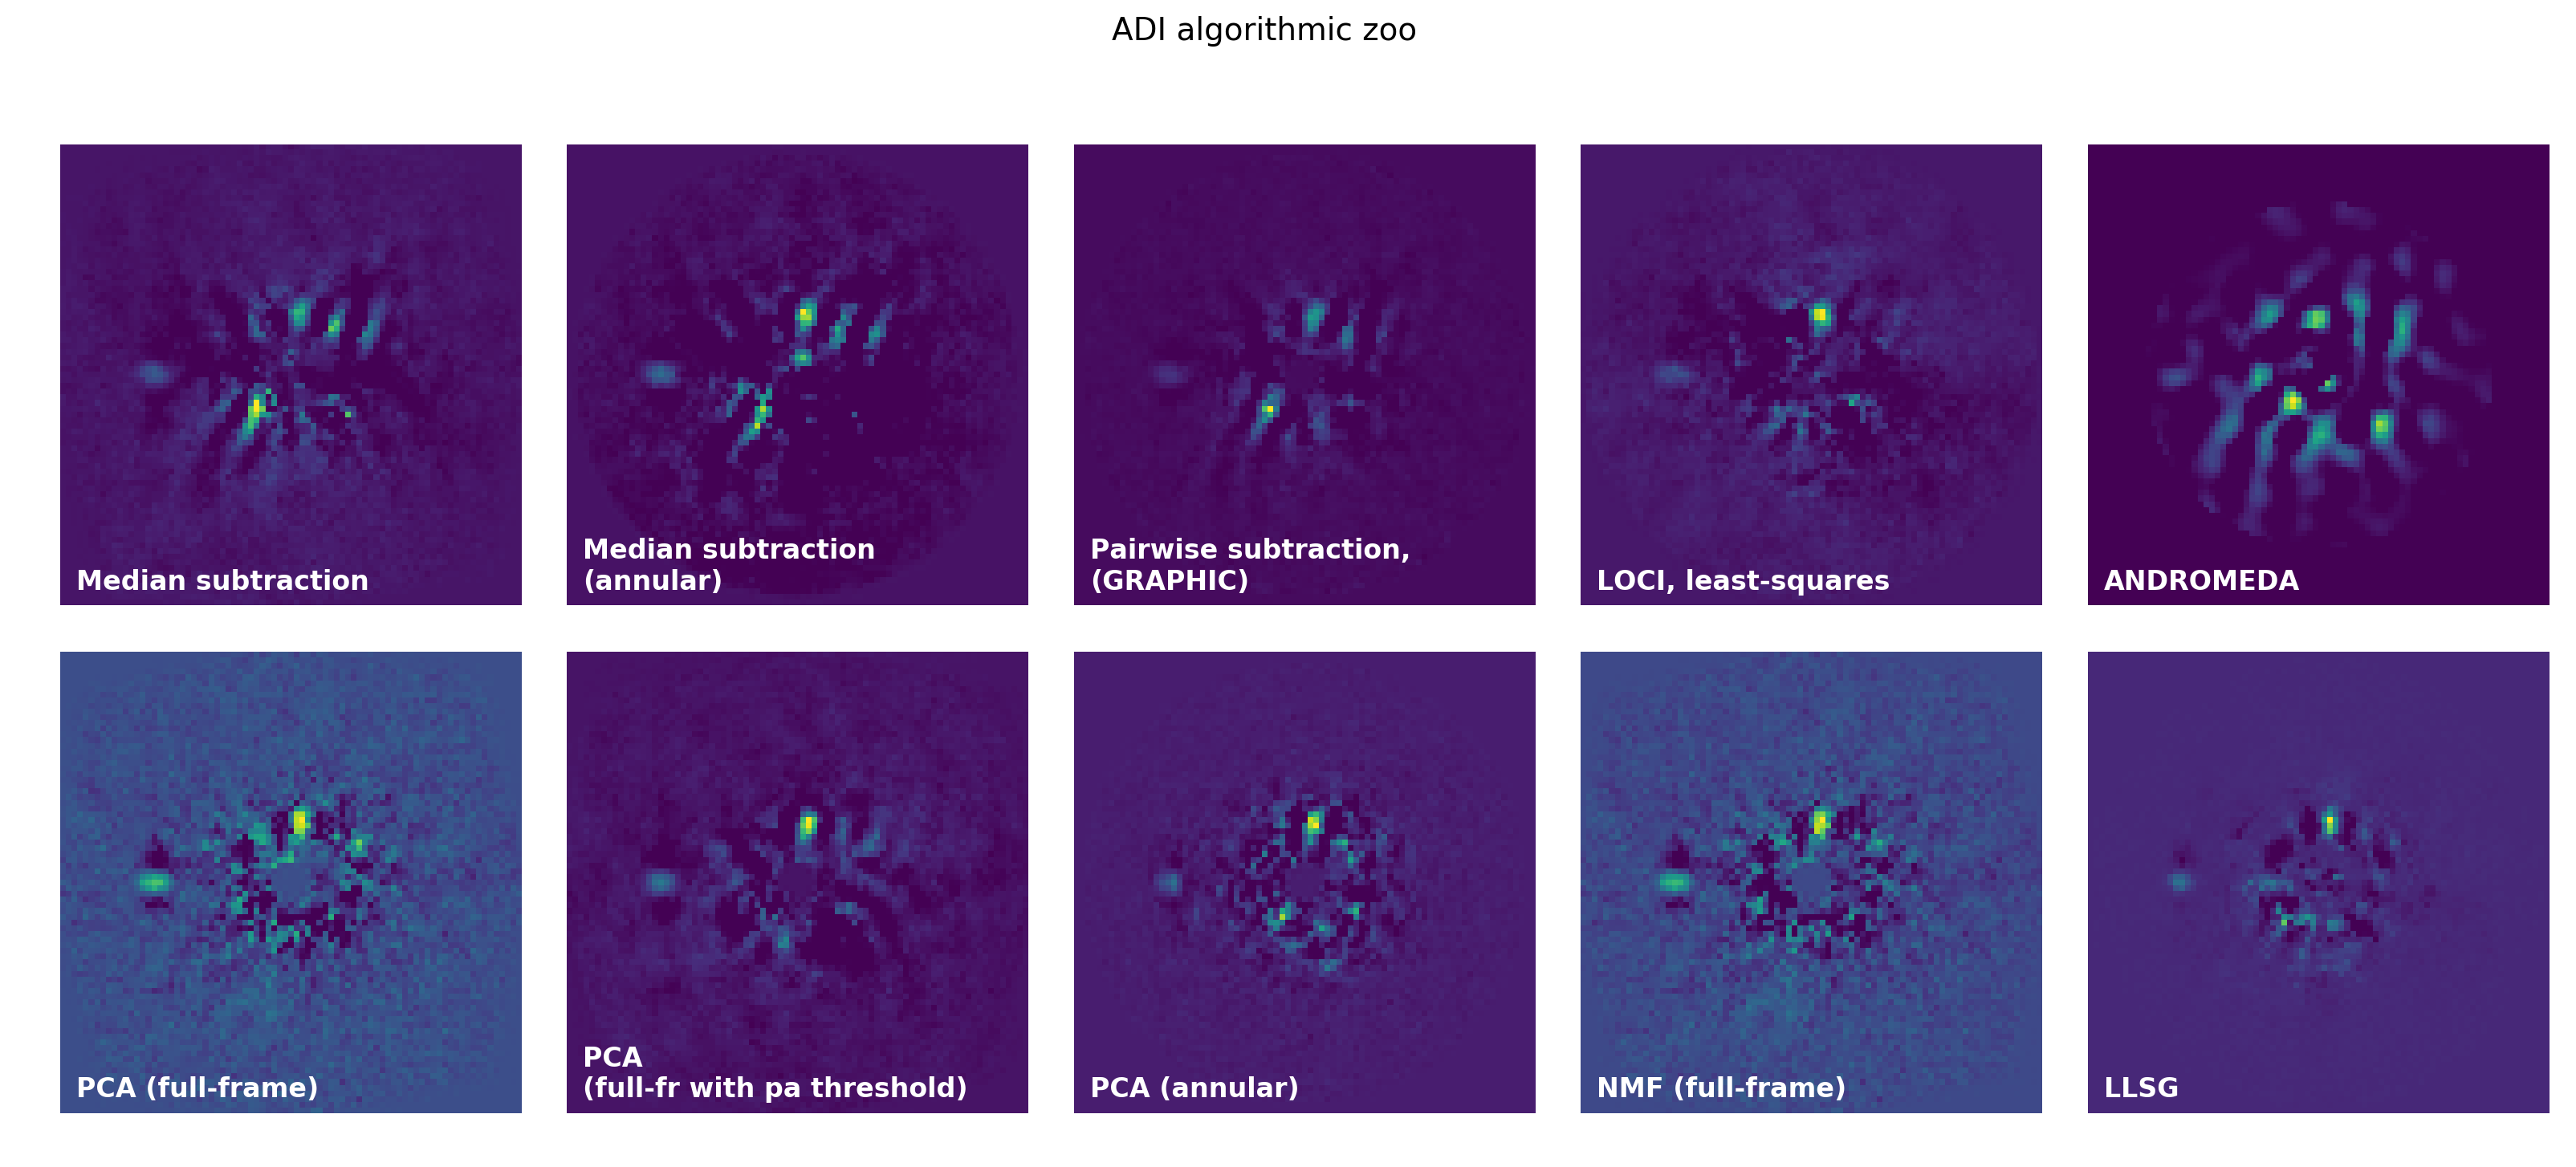 ADI algorithmic zoo
Median subtraction
Median subtraction
(annular)
Pairwise subtraction,
(GRAPHIC)
LOCI, least-squares
ANDROMEDA
PCA (full-frame)
PCA
(full-fr with pa threshold)
PCA (annular)
NMF (full-frame)
LLSG